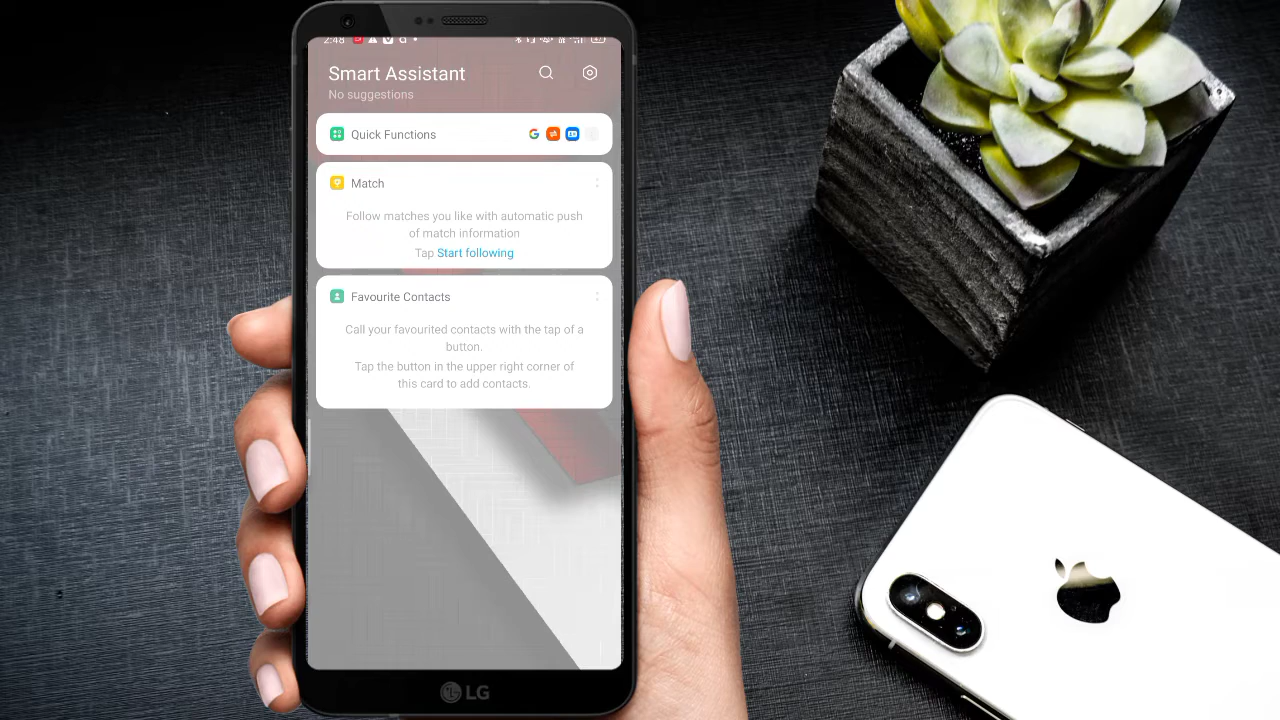 2:48
Smart Assistant
No suggestions
Quick Functions
Match
Follow matches you like with automatic push
of match information
Tap Start following
Favourite Contacts
Call your favourited contacts with the tap of a
button.
Tap the button in the upper right corner of
this card to add contacts.
LG